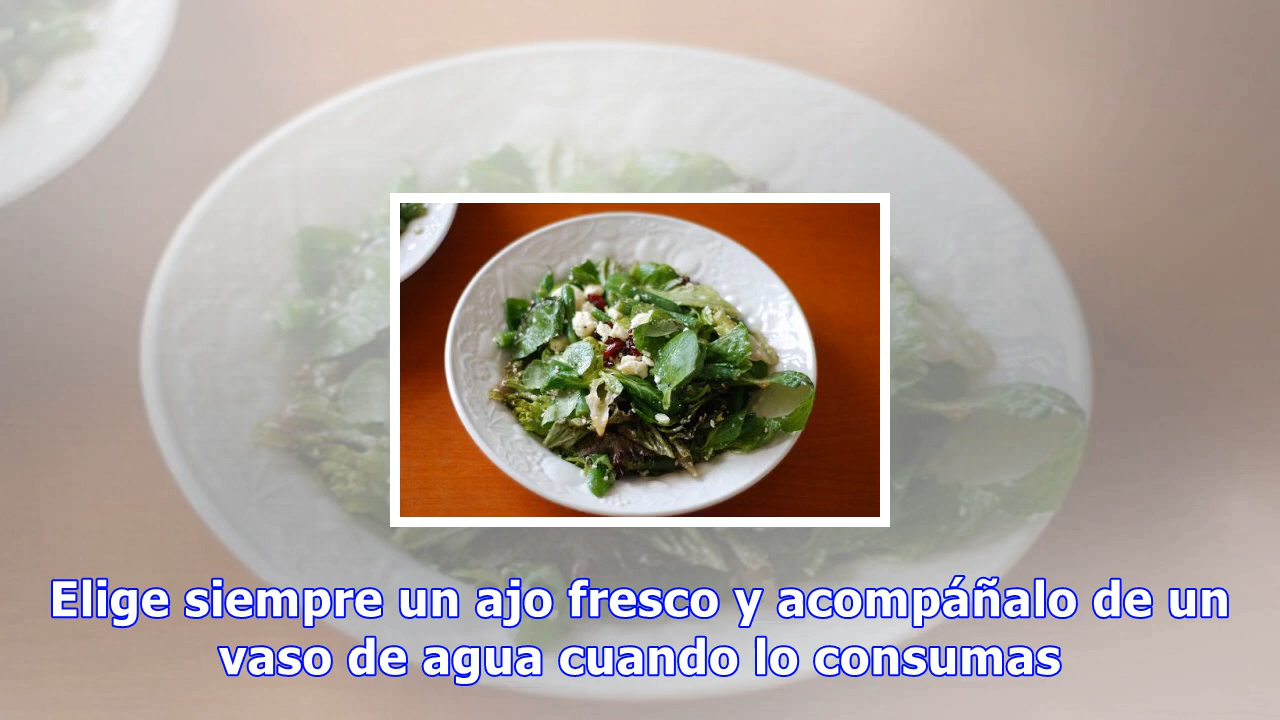 Elige siempre un ajo fresco y acompáñalo de un
vaso de agua cuando lo consumas